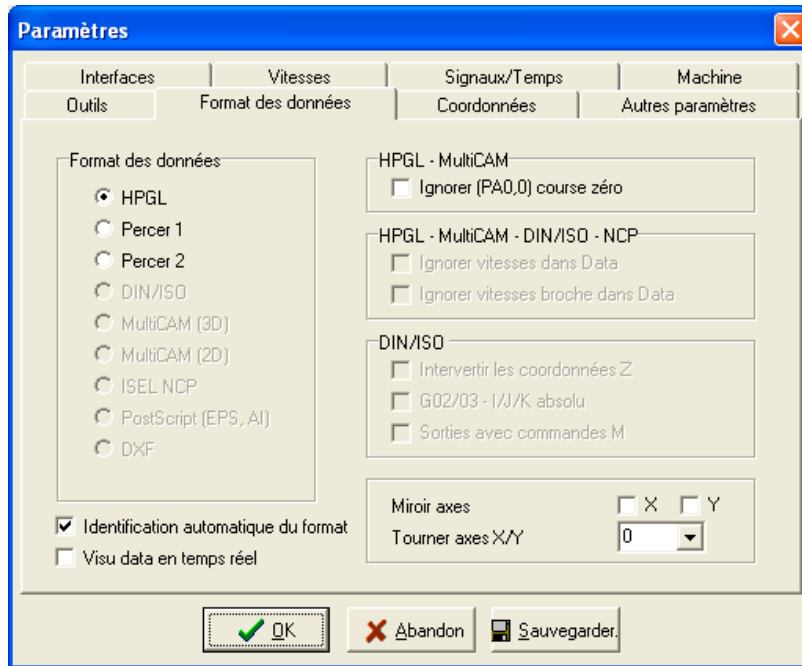 Paramètres
Interfaces
Vitesses
Signaux/Temps
Machine
Outils
Format des données
Coordonnées
Autres paramètres
Format des données
HPGL
Percer 1
Percer 2
DIN/ISO
MultiCAM (3D)
MultiCAM (2D)
ISEL NCP
PostScript (EPS, AI)
DXF
Identification automatique du format
Visu data en temps réel
HPGL - MultiCAM
Ignorer (PA0,0) course zéro
HPGL - MultiCAM - DIN/ISO - NCP
Ignorer vitesses dans Data
Ignorer vitesses broche dans Data
DIN/ISO
Intervertir les coordonnées Z
G02/03 - I/J/K absolu
Sorties avec commandes M
Miroir axes X Y
Tourner axes X/Y 0
OK
Abandon
Sauvegarder.